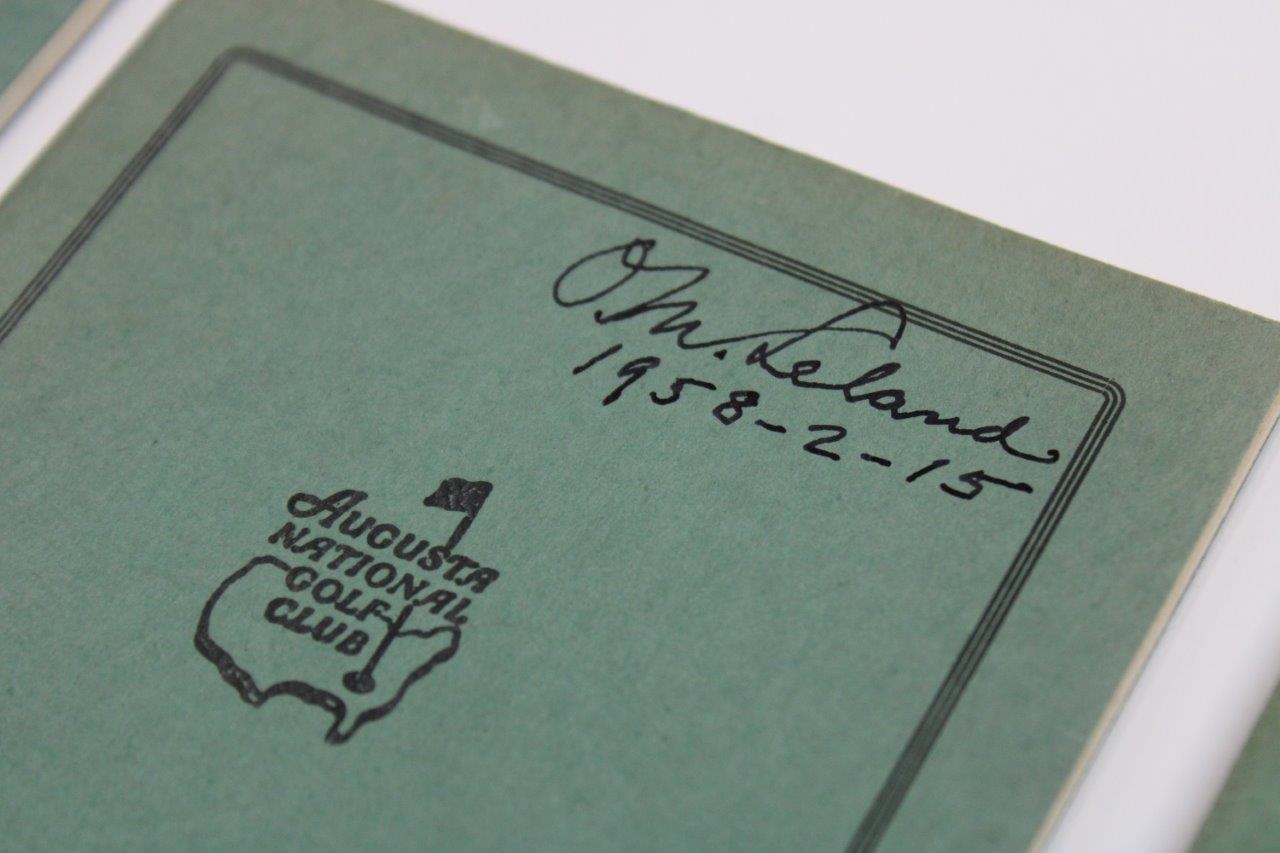 O.M. Leland
1958-2-15
AUGUSTA
NATIONAL
GOLF
CLUB